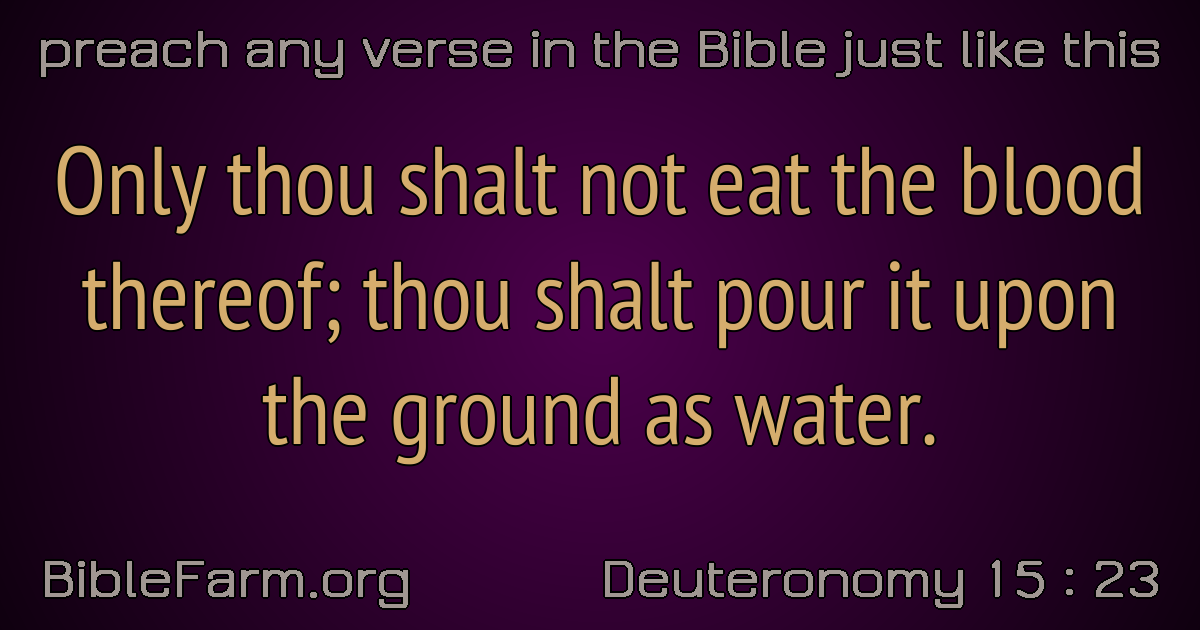 preach any verse in the Bible just like this
Only thou shalt not eat the blood
thereof; thou shalt pour it upon
the ground as water.
BibleFarm.org
Deuteronomy 15 : 23